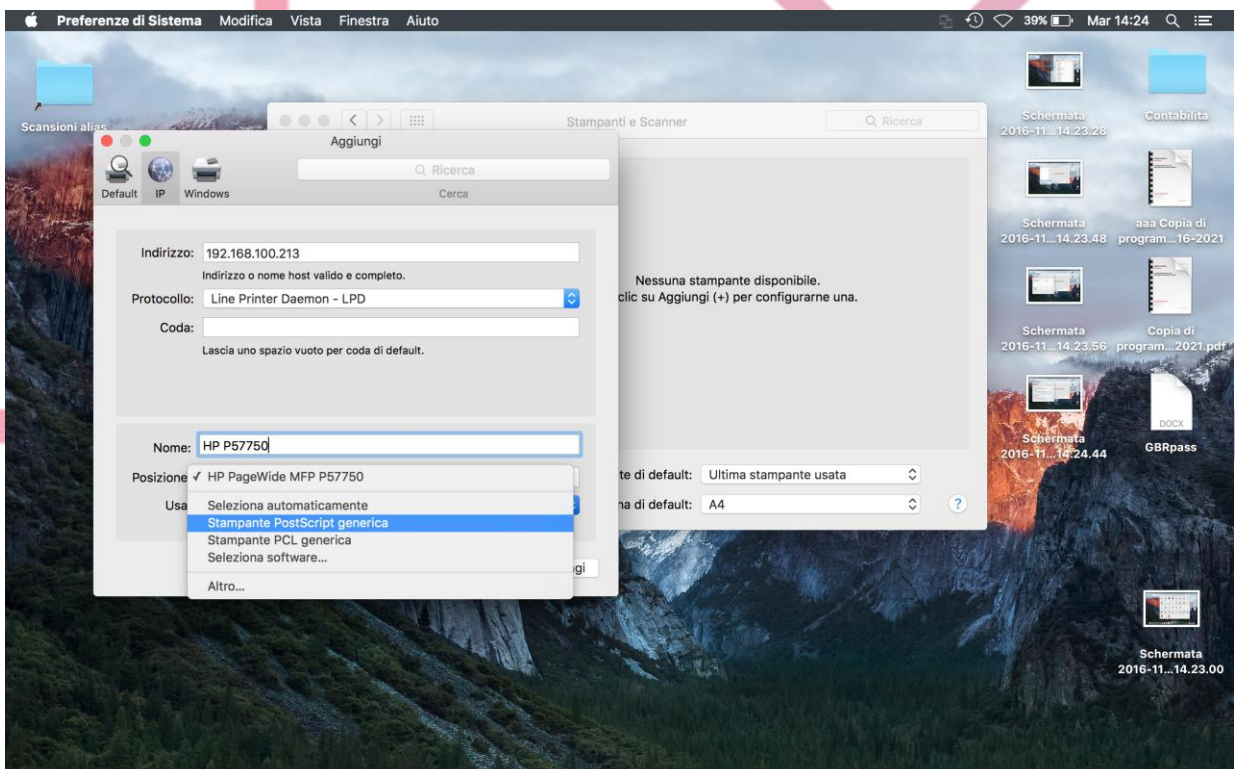 Preferenze di Sistema Modifica Vista Finestra Aiuto 39% Mar 14:24
Scansioni alias
Stampanti e Scanner Ricerca
Aggiungi
Ricerca
Default IP Windows Cerca
Indirizzo: 192.168.100.213
Indirizzo o nome host valido e completo.
Protocollo: Line Printer Daemon - LPD
Coda:
Lascia uno spazio vuoto per coda di default.
Nome: HP P57750
Posizione ✓ HP PageWide MFP P57750
Usa Seleziona automaticamente
Stampante PostScript generica
Stampante PCL generica
Seleziona software...
Altro...
gi
Nessuna stampante disponibile.
clic su Aggiungi (+) per configurarne una.
te di default: Ultima stampante usata
na di default: A4 ?
Schermata
2016-11...14.23.28
Contabilita
Schermata
2016-11...14.23.48
aaa Copia di
program...16-2021
Schermata
2016-11...14.23.56
Copia di
program...2021.pdf
Schermata
2016-11...14.24.44
DOCX
GBRpass
Schermata
2016-11...14.23.00